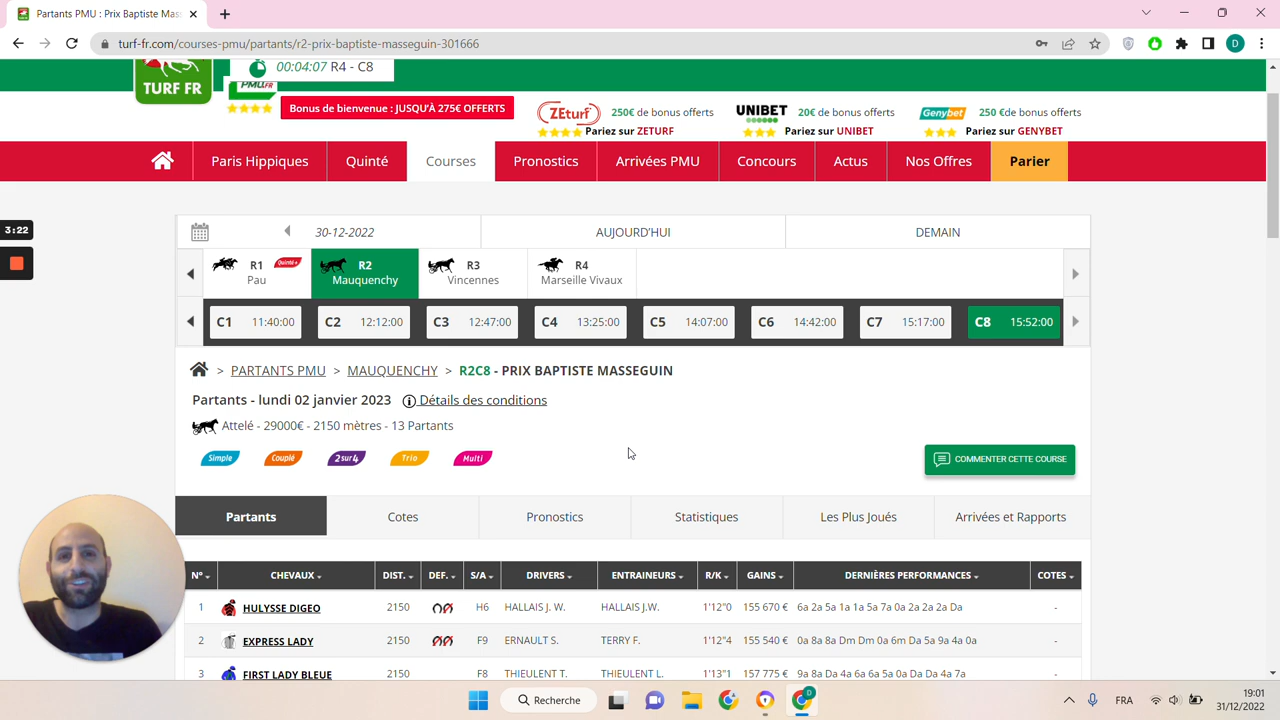 Partants PMU : Prix Baptiste Mass
turf-fr.com/courses-pmu/partants/r2-prix-baptiste-masseguin-301666
D
TURF FR
00:04:07 R4 - C8
PMU.FR
Bonus de bienvenue : JUSQU'À 275€ OFFERTS
ZEturf
250€ de bonus offerts
Pariez sur ZETURF
UNIBET
20€ de bonus offerts
Pariez sur UNIBET
Genybet
250 €de bonus offerts
Pariez sur GENYBET
Paris Hippiques
Quinté
Courses
Pronostics
Arrivées PMU
Concours
Actus
Nos Offres
Parier
3:22
30-12-2022
AUJOURD'HUI
DEMAIN
R1
Quinté+
Pau
R2
Mauquenchy
R3
Vincennes
R4
Marseille Vivaux
C1 11:40:00
C2 12:12:00
C3 12:47:00
C4 13:25:00
C5 14:07:00
C6 14:42:00
C7 15:17:00
C8 15:52:00
> PARTANTS PMU > MAUQUENCHY > R2C8 - PRIX BAPTISTE MASSEGUIN
Partants - lundi 02 janvier 2023 Détails des conditions
Attelé - 29000€ - 2150 mètres - 13 Partants
Simple Couplé 2sur4 Trio Multi
COMMENTER CETTE COURSE
Partants Cotes Pronostics Statistiques Les Plus Joués Arrivées et Rapports
N° CHEVAUX DIST. DEF. S/A DRIVERS ENTRAINEURS R/K GAINS DERNIÈRES PERFORMANCES COTES
1 HULYSSE DIGEO 2150 H6 HALLAIS J. W. HALLAIS J.W. 1'12"0 155 670 € 6a 2a 5a 1a 1a 5a 7a 0a 2a 2a 2a Da -
2 EXPRESS LADY 2150 F9 ERNAULT S. TERRY F. 1'12"4 155 540 € 0a 8a 8a Dm Dm 0a 6m Da 5a 9a 4a 0a -
3 FIRST LADY BLEUE 2150 F8 THIEULENT T. THIEULENT L. 1'13"1 157 775 € 9a 8a Da 4a 6a 6a 5a 0a Da Da 4a 7a -
Recherche
D
FRA
19:01
31/12/2022